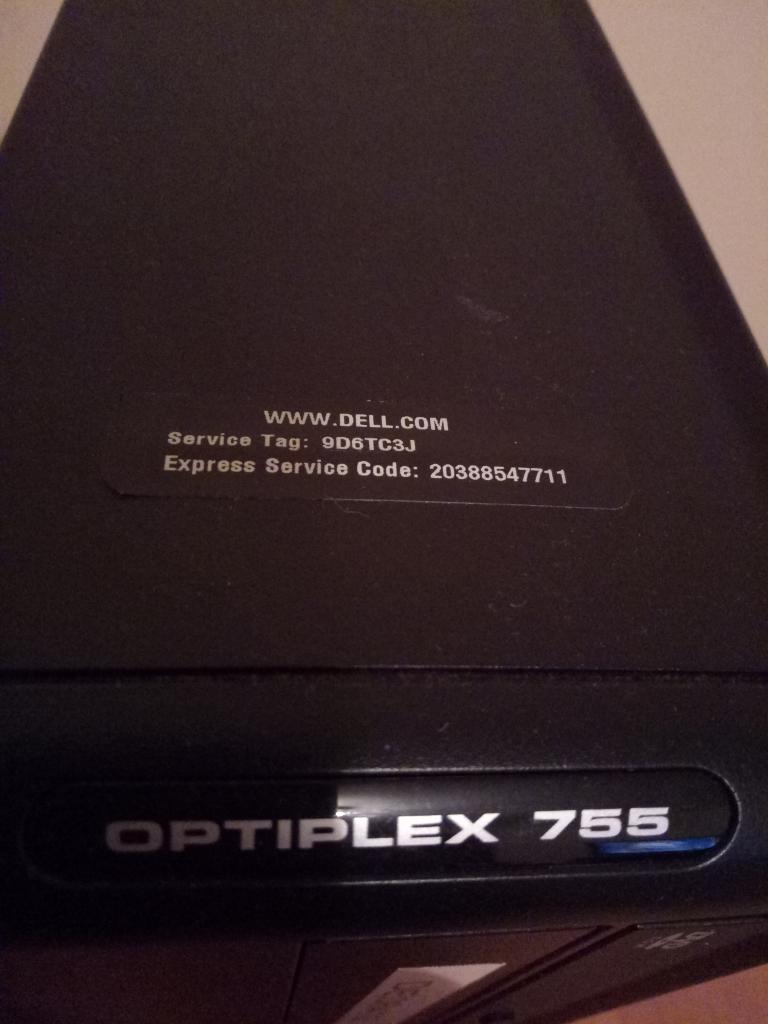 WWW.DELL.COM
Service Tag: 9D6TC3J
Express Service Code: 20388547711
OPTIPLEX 755